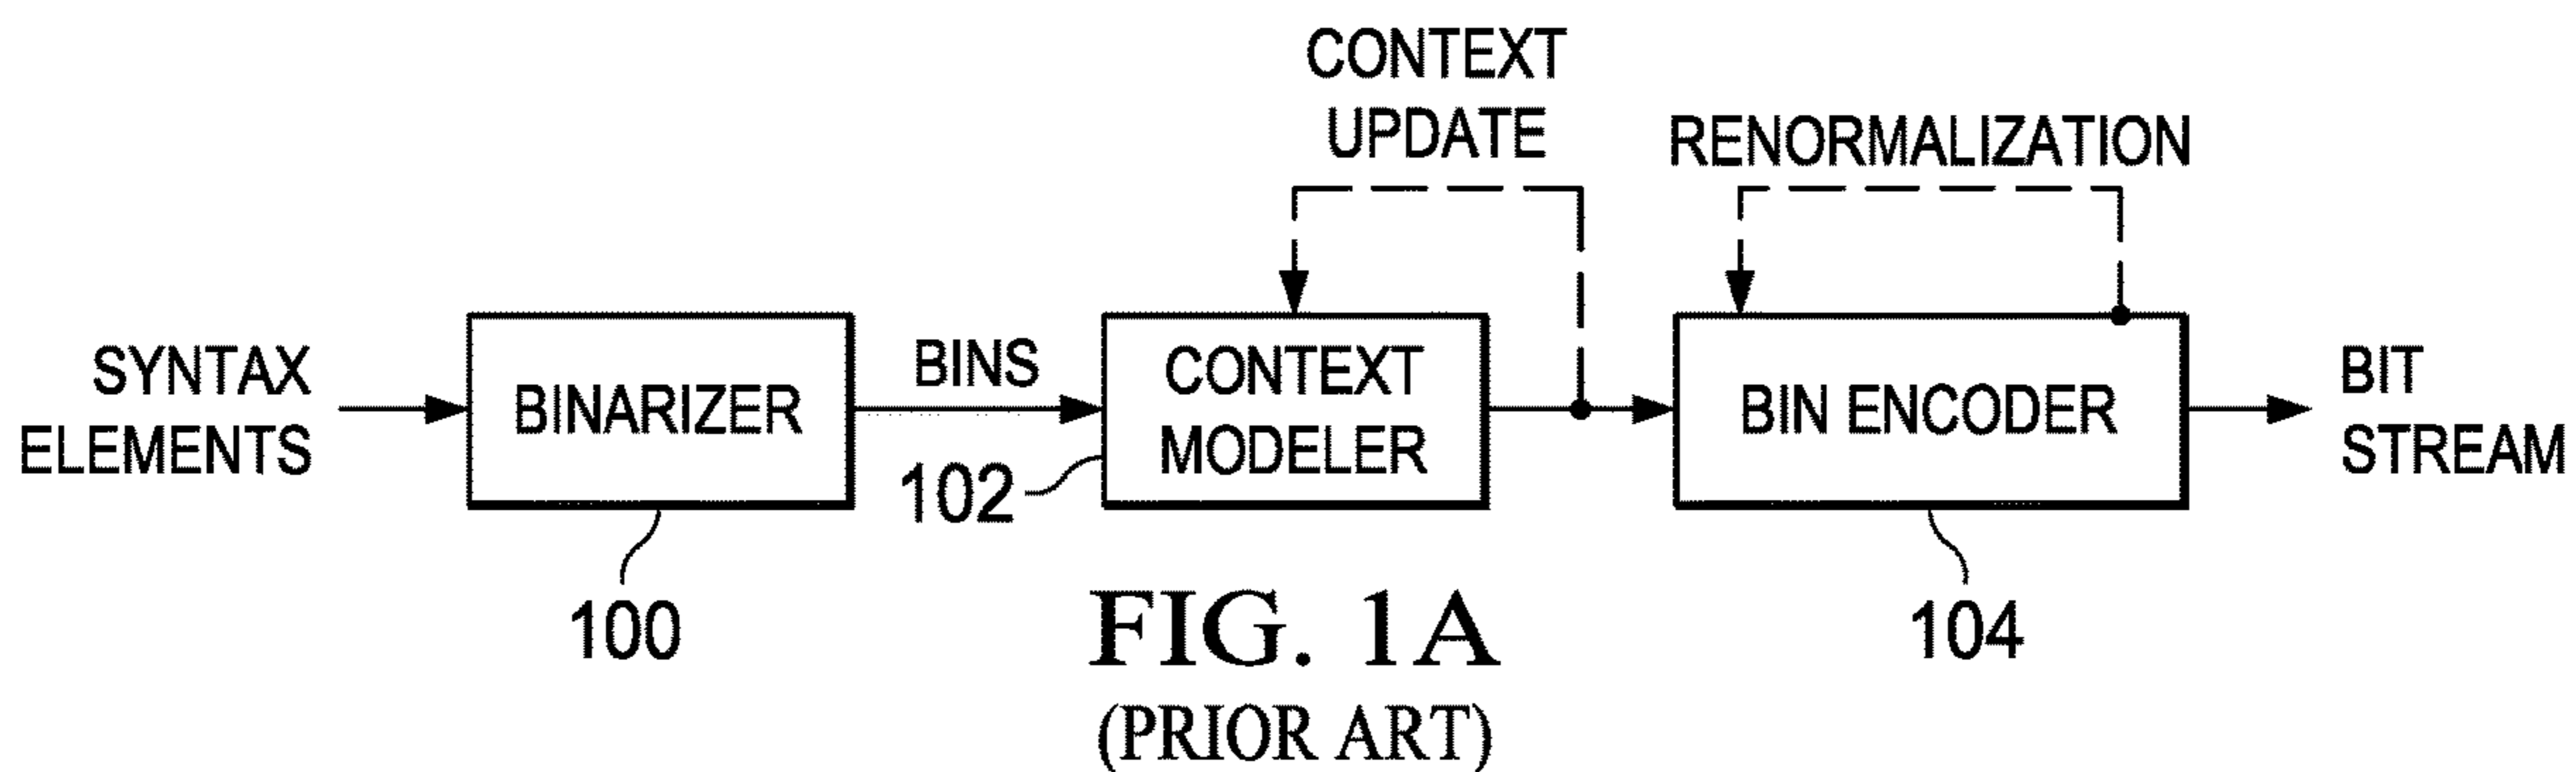 CONTEXT
UPDATE
RENORMALIZATION
SYNTAX
ELEMENTS
BINARIZER
BINS
CONTEXT
MODELER
BIN ENCODER
BIT
STREAM
102
100
104
FIG. 1A
(PRIOR ART)